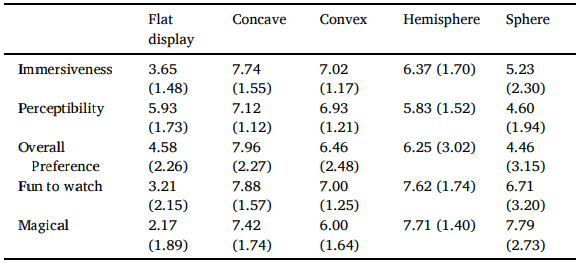 Flat Concave Convex Hemisphere Sphere
display
Immersiveness 3.65 7.74 7.02 6.37 (1.70) 5.23
(1.48) (1.55) (1.17) (2.30)
Perceptibility 5.93 7.12 6.93 5.83 (1.52) 4.60
(1.73) (1.12) (1.21) (1.94)
Overall 4.58 7.96 6.46 6.25 (3.02) 4.46
Preference (2.26) (2.27) (2.48) (3.15)
Fun to watch 3.21 7.88 7.00 7.62 (1.74) 6.71
(2.15) (1.57) (1.25) (3.20)
Magical 2.17 7.42 6.00 7.71 (1.40) 7.79
(1.89) (1.74) (1.64) (2.73)